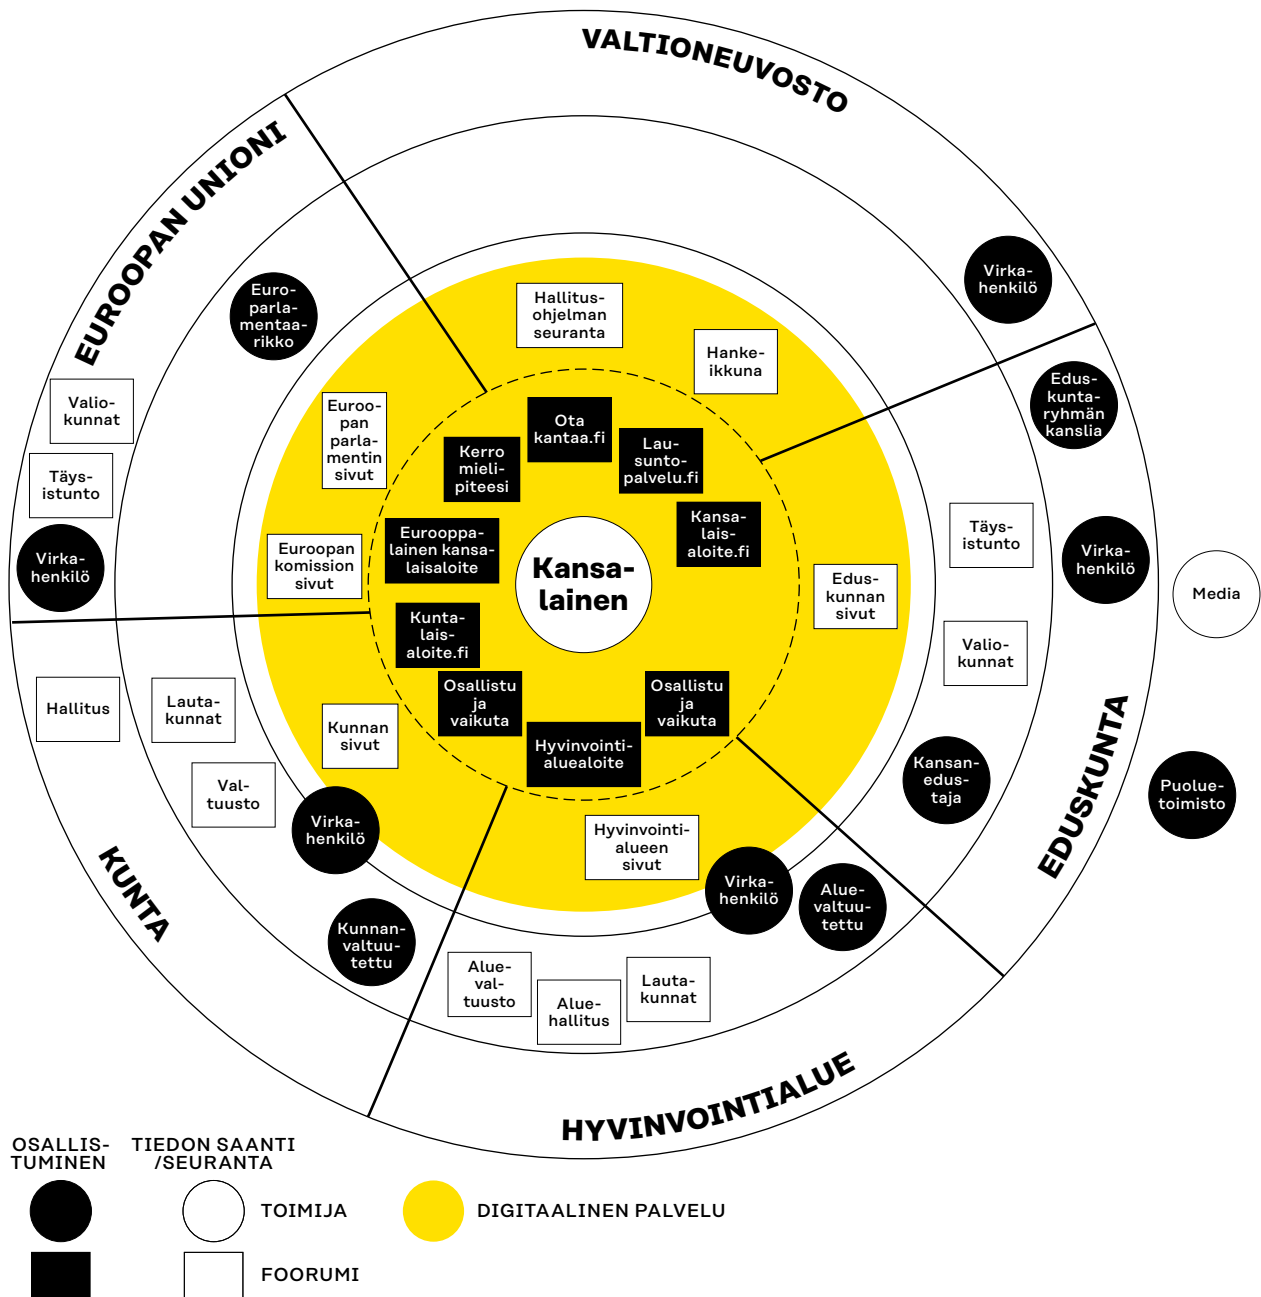 VALTIONEUVOSTO
EUROOPAN UNIONI
Virka-
henkilö
Euro-
parla-
mentaa-
rikko
Hallitus-
ohjelman
seuranta
Hanke-
ikkuna
Edus-
kunta-
ryhmän
kanslia
Valio-
kunnat
Euroo-
pan
parla-
mentin
sivut
Ota
kantaa.fi
Lau-
sunto-
palvelu.fi
Kerro
mieli-
piteesi
Täys-
istunto
Kansa-
lais-
aloite.fi
Täys-
istunto
Virka-
henkilö
Euroopan
komission
sivut
Eurooppa-
lainen kansa-
laisaloite
Kansa-
lainen
Edus-
kunnan
sivut
Virka-
henkilö
Media
Kunta-
lais-
aloite.fi
Valio-
kunnat
Hallitus
Lauta-
kunnat
Kunnan
sivut
Osallistu
ja
vaikuta
Hyvinvointi-
aluealoite
Osallistu
ja
vaikuta
Kansan-
edus-
taja
EDUSKUNTA
Puolue-
toimisto
Val-
tuusto
Virka-
henkilö
Hyvinvointi-
alueen
sivut
Virka-
henkilö
Alue-
valtuu-
tettu
KUNTA
Kunnan-
valtuu-
tettu
Alue-
val-
tuusto
Alue-
hallitus
Lauta-
kunnat
HYVINVOINTIALUE
OSALLIS-
TUMINEN
TIEDON SAANTI
/SEURANTA
TOIMIJA
DIGITAALINEN PALVELU
FOORUMI